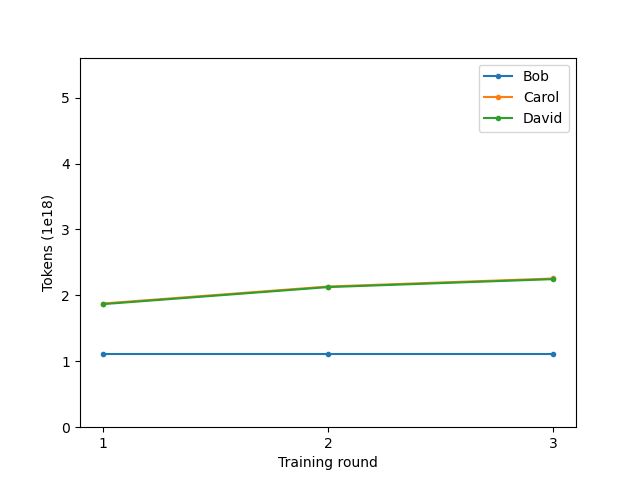 Bob
Carol
David
5
4
3
2
1
0
Tokens (1e18)
1 2 3
Training round